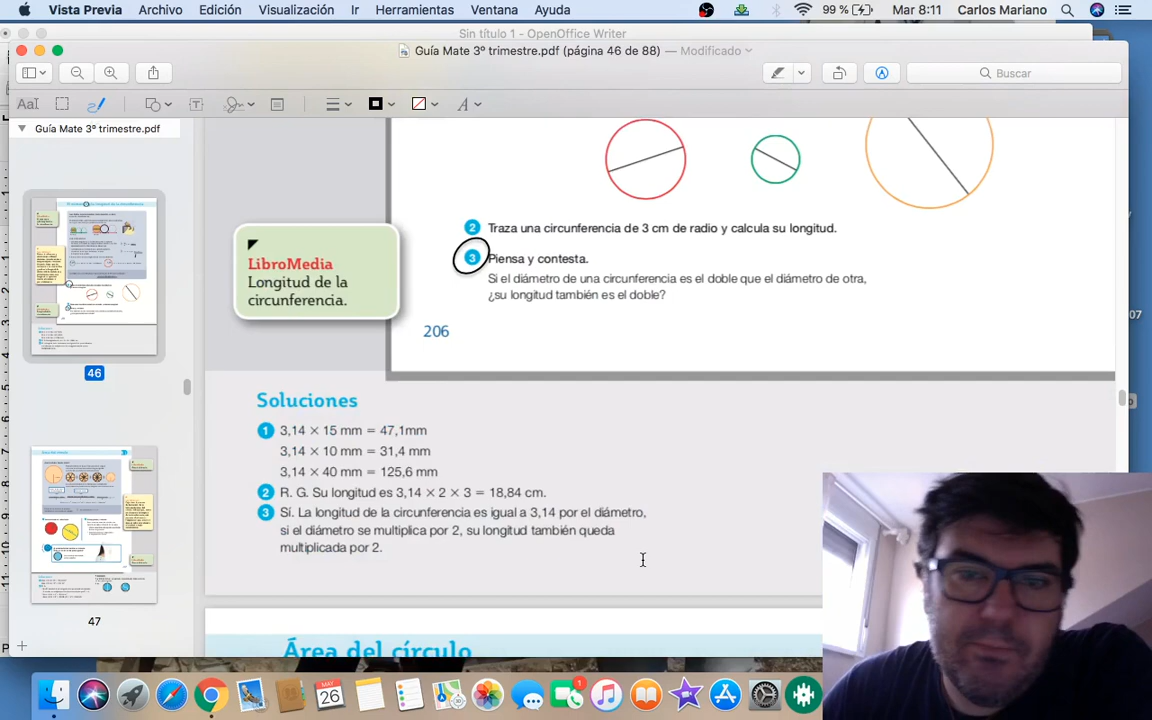 Vista Previa Archivo Edición Visualización Ir Herramientas Ventana Ayuda 99 % Mar 8:11 Carlos Mariano
Sin título 1 - OpenOffice Writer
Guía Mate 3º trimestre.pdf (página 46 de 88) — Modificado
Buscar
AaI T A
Guía Mate 3º trimestre.pdf
46
47
2 Traza una circunferencia de 3 cm de radio y calcula su longitud.
3 Piensa y contesta.
Si el diámetro de una circunferencia es el doble que el diámetro de otra,
¿su longitud también es el doble?
LibroMedia
Longitud de la
circunferencia.
206
Soluciones
1 3,14 × 15 mm = 47,1mm
3,14 × 10 mm = 31,4 mm
3,14 × 40 mm = 125,6 mm
2 R. G. Su longitud es 3,14 × 2 × 3 = 18,84 cm.
3 Sí. La longitud de la circunferencia es igual a 3,14 por el diámetro,
si el diámetro se multiplica por 2, su longitud también queda
multiplicada por 2.
Área del círculo
07
MAY
26
1